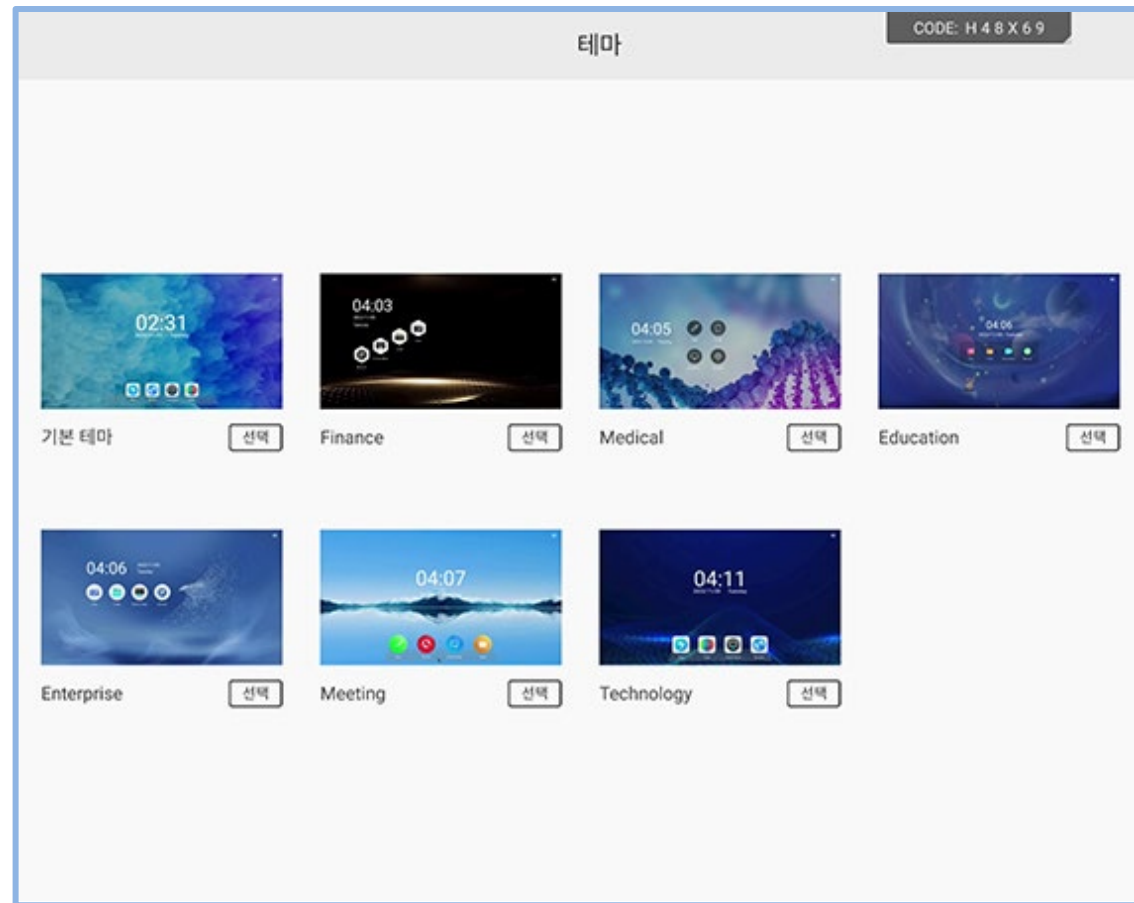 테마
CODE: H 4 8 X 6 9
02:31
04:03
04:05
04:06
기본 테마 선택
Finance 선택
Medical 선택
Education 선택
04:06
04:07
04:11
Enterprise 선택
Meeting 선택
Technology 선택